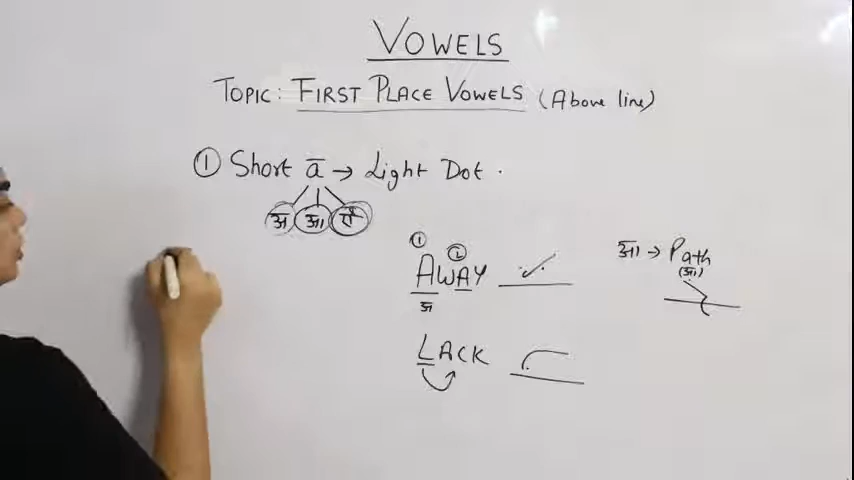 VOWELS
TOPIC: FIRST PLACE VOWELS (Above line)
① Short ā → Light Dot .
अ आ ऐ
① ②
AWAY
अ
आ → Path
(आ)
LACK